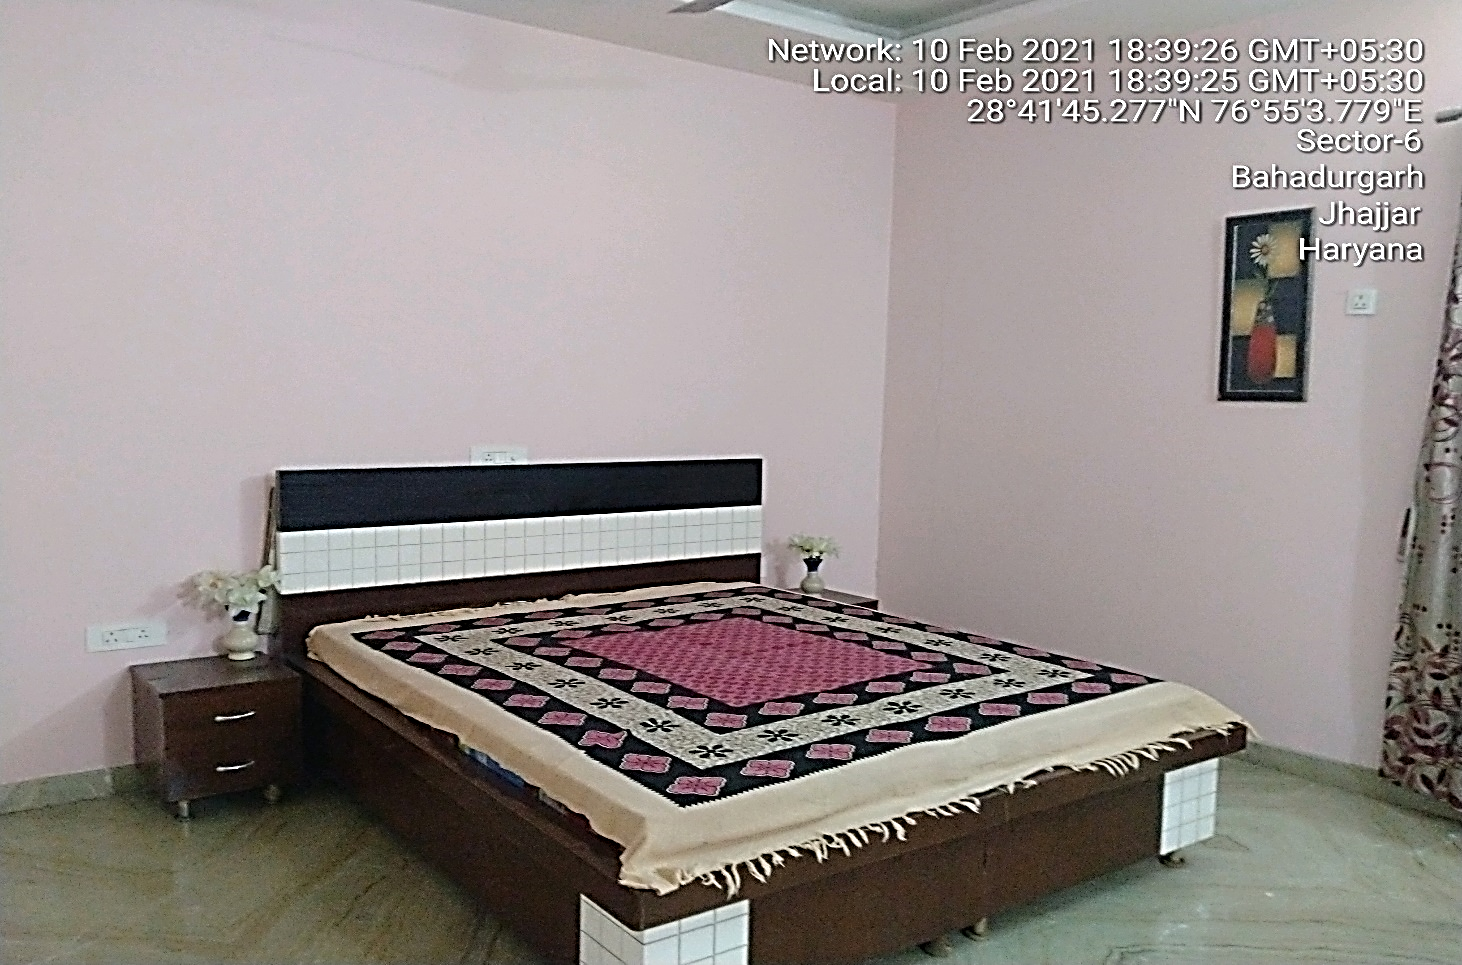 Network: 10 Feb 2021 18:39:26 GMT+05:30
Local: 10 Feb 2021 18:39:25 GMT+05:30
28°41'45.277"N 76°55'3.779"E
Sector-6
Bahadurgarh
Jhajjar
Haryana